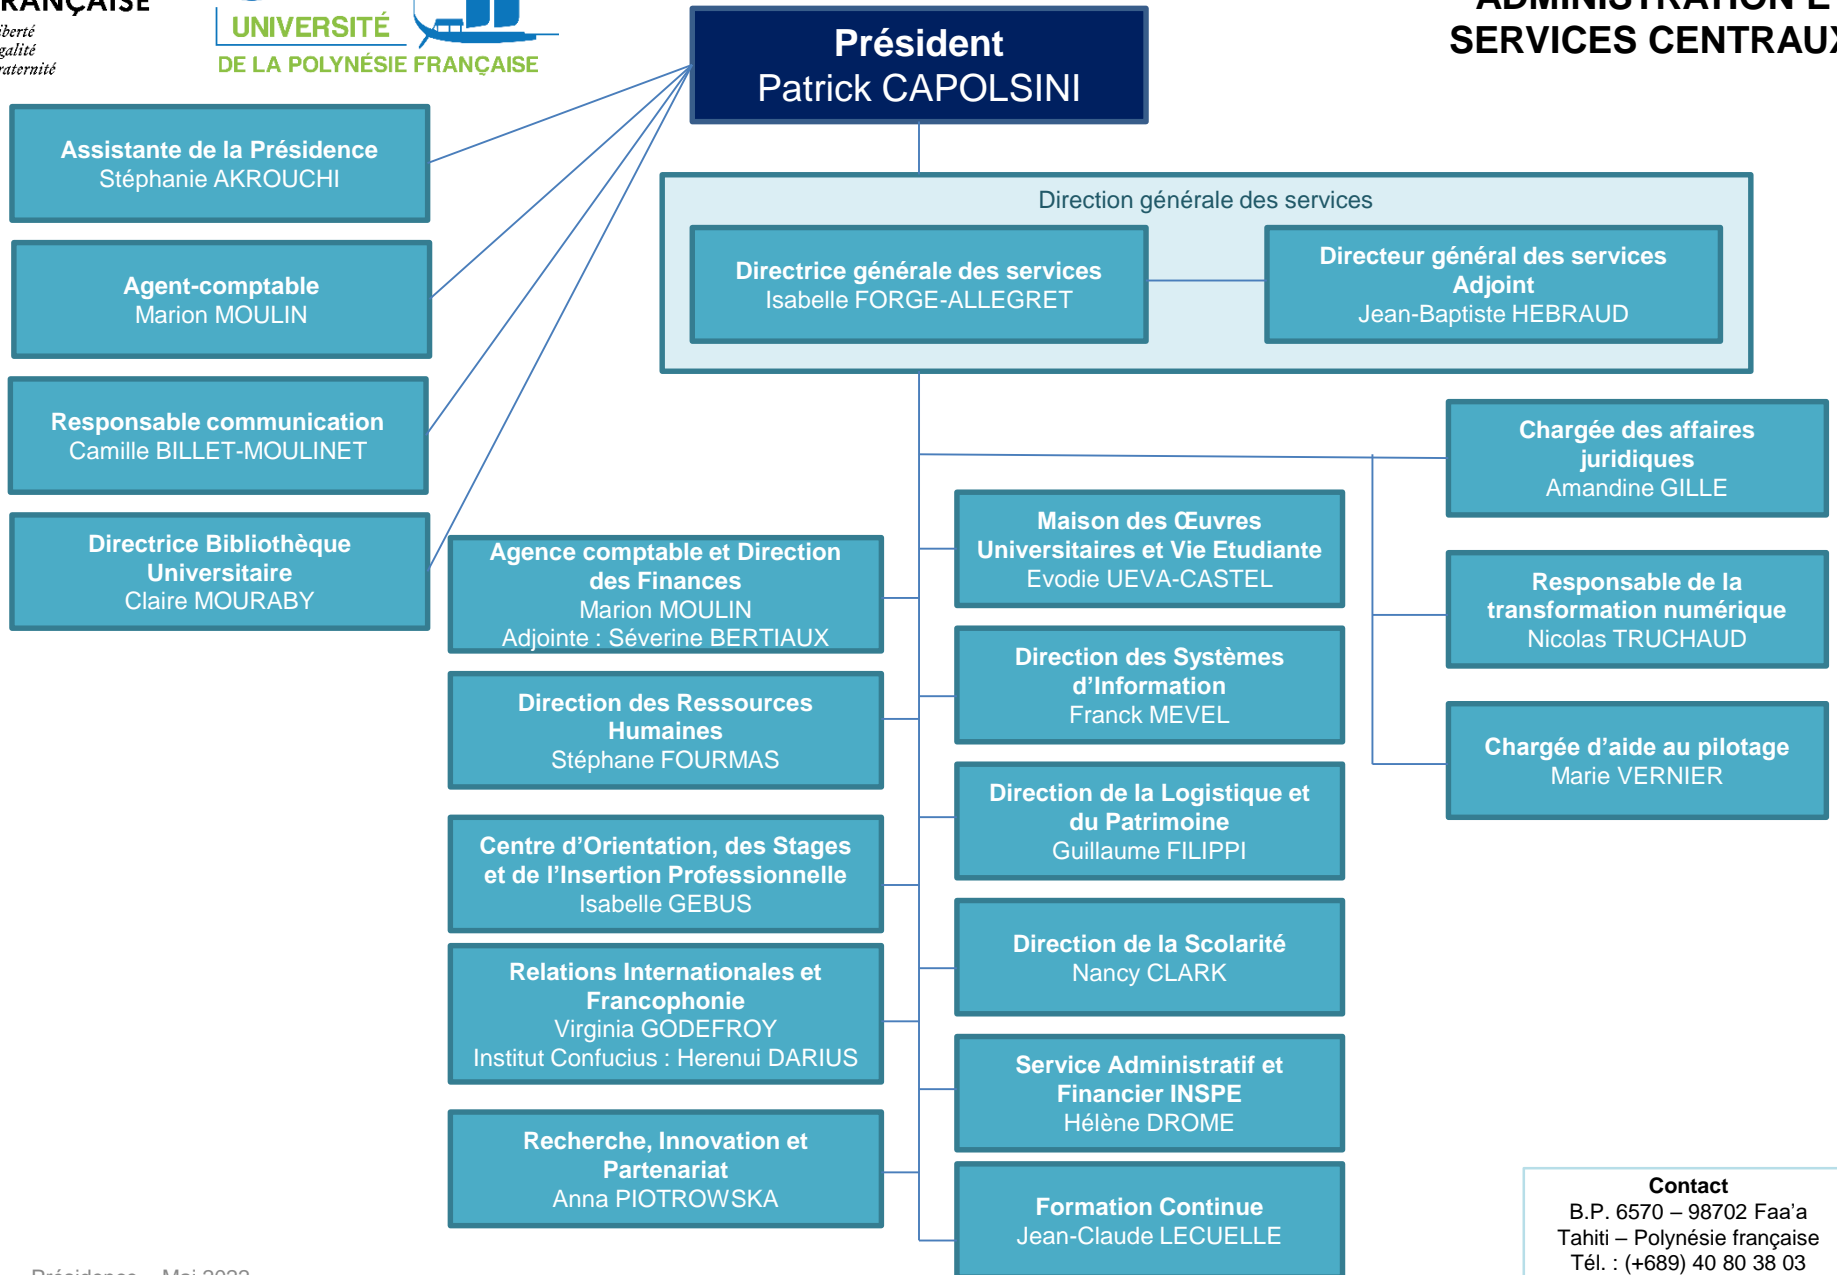 RANÇAISE
iberté
galité
raternité
UNIVERSITÉ
DE LA POLYNÉSIE FRANÇAISE
Président
Patrick CAPOLSINI
ADMINISTRATION E
SERVICES CENTRAUX
Assistante de la Présidence
Stéphanie AKROUCHI
Agent-comptable
Marion MOULIN
Responsable communication
Camille BILLET-MOULINET
Directrice Bibliothèque
Universitaire
Claire MOURABY
Direction générale des services
Directrice générale des services
Isabelle FORGE-ALLEGRET
Directeur général des services
Adjoint
Jean-Baptiste HEBRAUD
Agence comptable et Direction
des Finances
Marion MOULIN
Adjointe : Séverine BERTIAUX
Direction des Ressources
Humaines
Stéphane FOURMAS
Centre d’Orientation, des Stages
et de l’Insertion Professionnelle
Isabelle GEBUS
Relations Internationales et
Francophonie
Virginia GODEFROY
Institut Confucius : Herenui DARIUS
Recherche, Innovation et
Partenariat
Anna PIOTROWSKA
Maison des Œuvres
Universitaires et Vie Etudiante
Evodie UEVA-CASTEL
Direction des Systèmes
d’Information
Franck MEVEL
Direction de la Logistique et
du Patrimoine
Guillaume FILIPPI
Direction de la Scolarité
Nancy CLARK
Service Administratif et
Financier INSPE
Hélène DROME
Formation Continue
Jean-Claude LECUELLE
Chargée des affaires
juridiques
Amandine GILLE
Responsable de la
transformation numérique
Nicolas TRUCHAUD
Chargée d’aide au pilotage
Marie VERNIER
Contact
B.P. 6570 – 98702 Faa’a
Tahiti – Polynésie française
Tél. : (+689) 40 80 38 03
Présidence – Mai